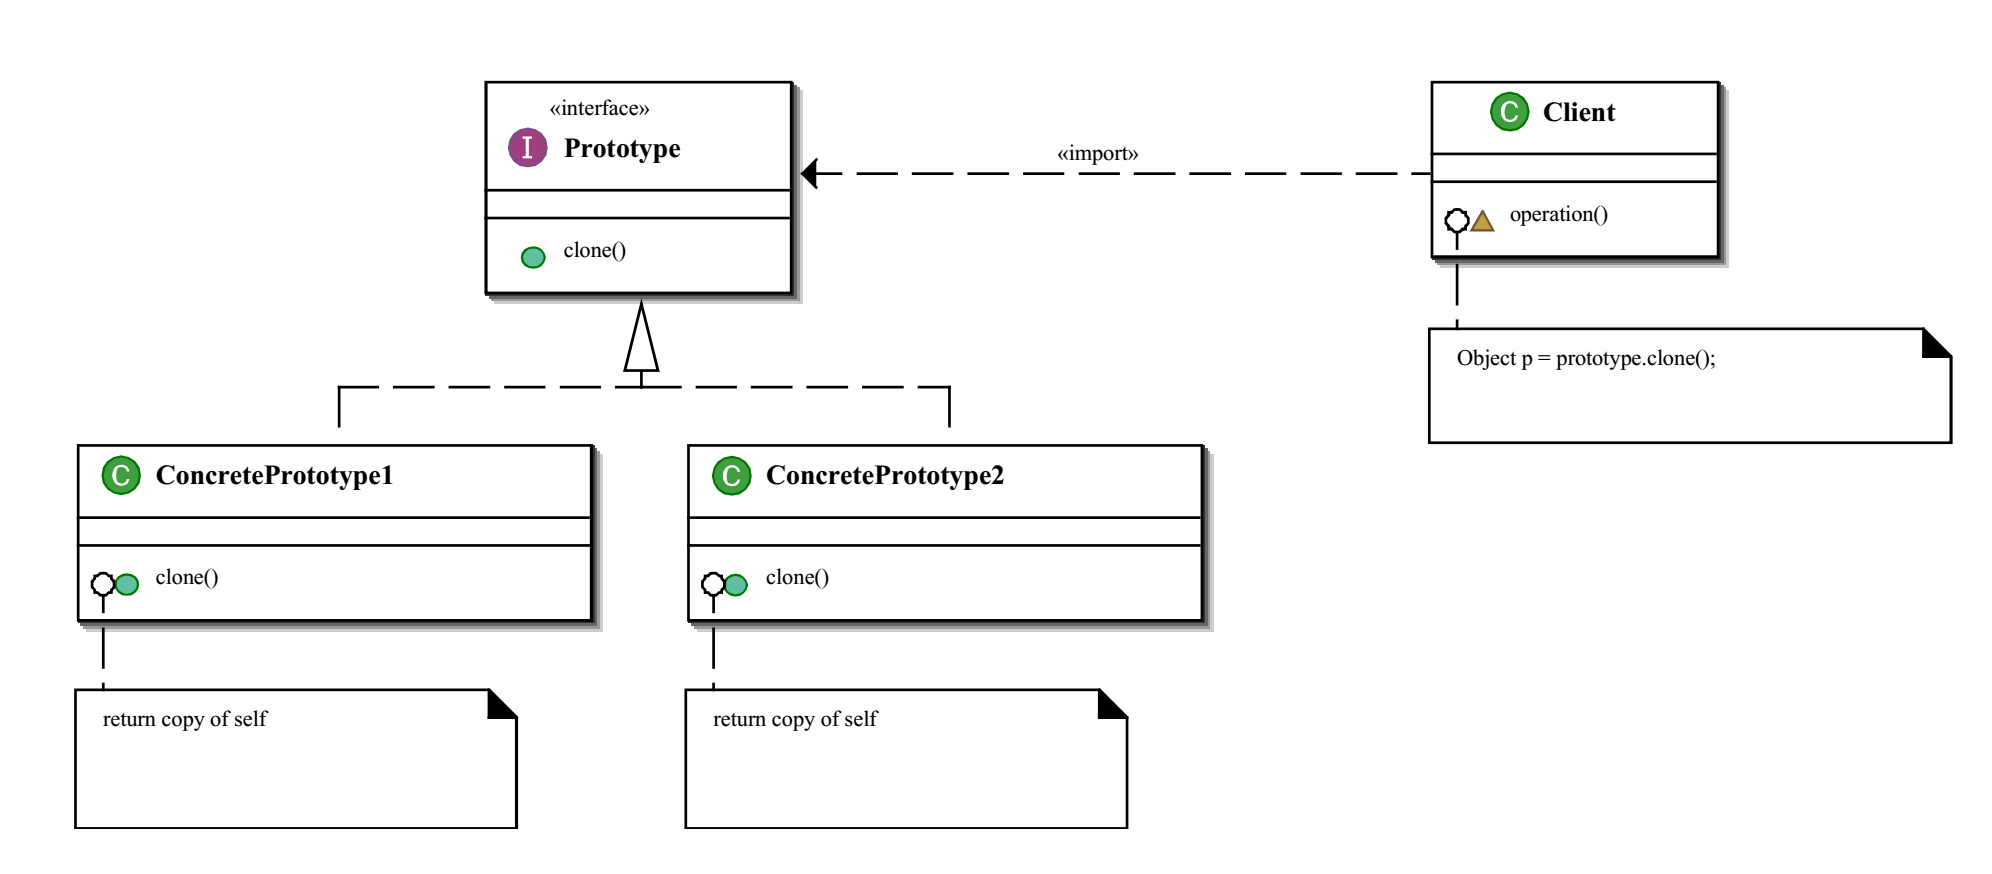 «interface»
I Prototype
clone()
«import»
C Client
operation()
Object p = prototype.clone();
C ConcretePrototype1
clone()
return copy of self
C ConcretePrototype2
clone()
return copy of self